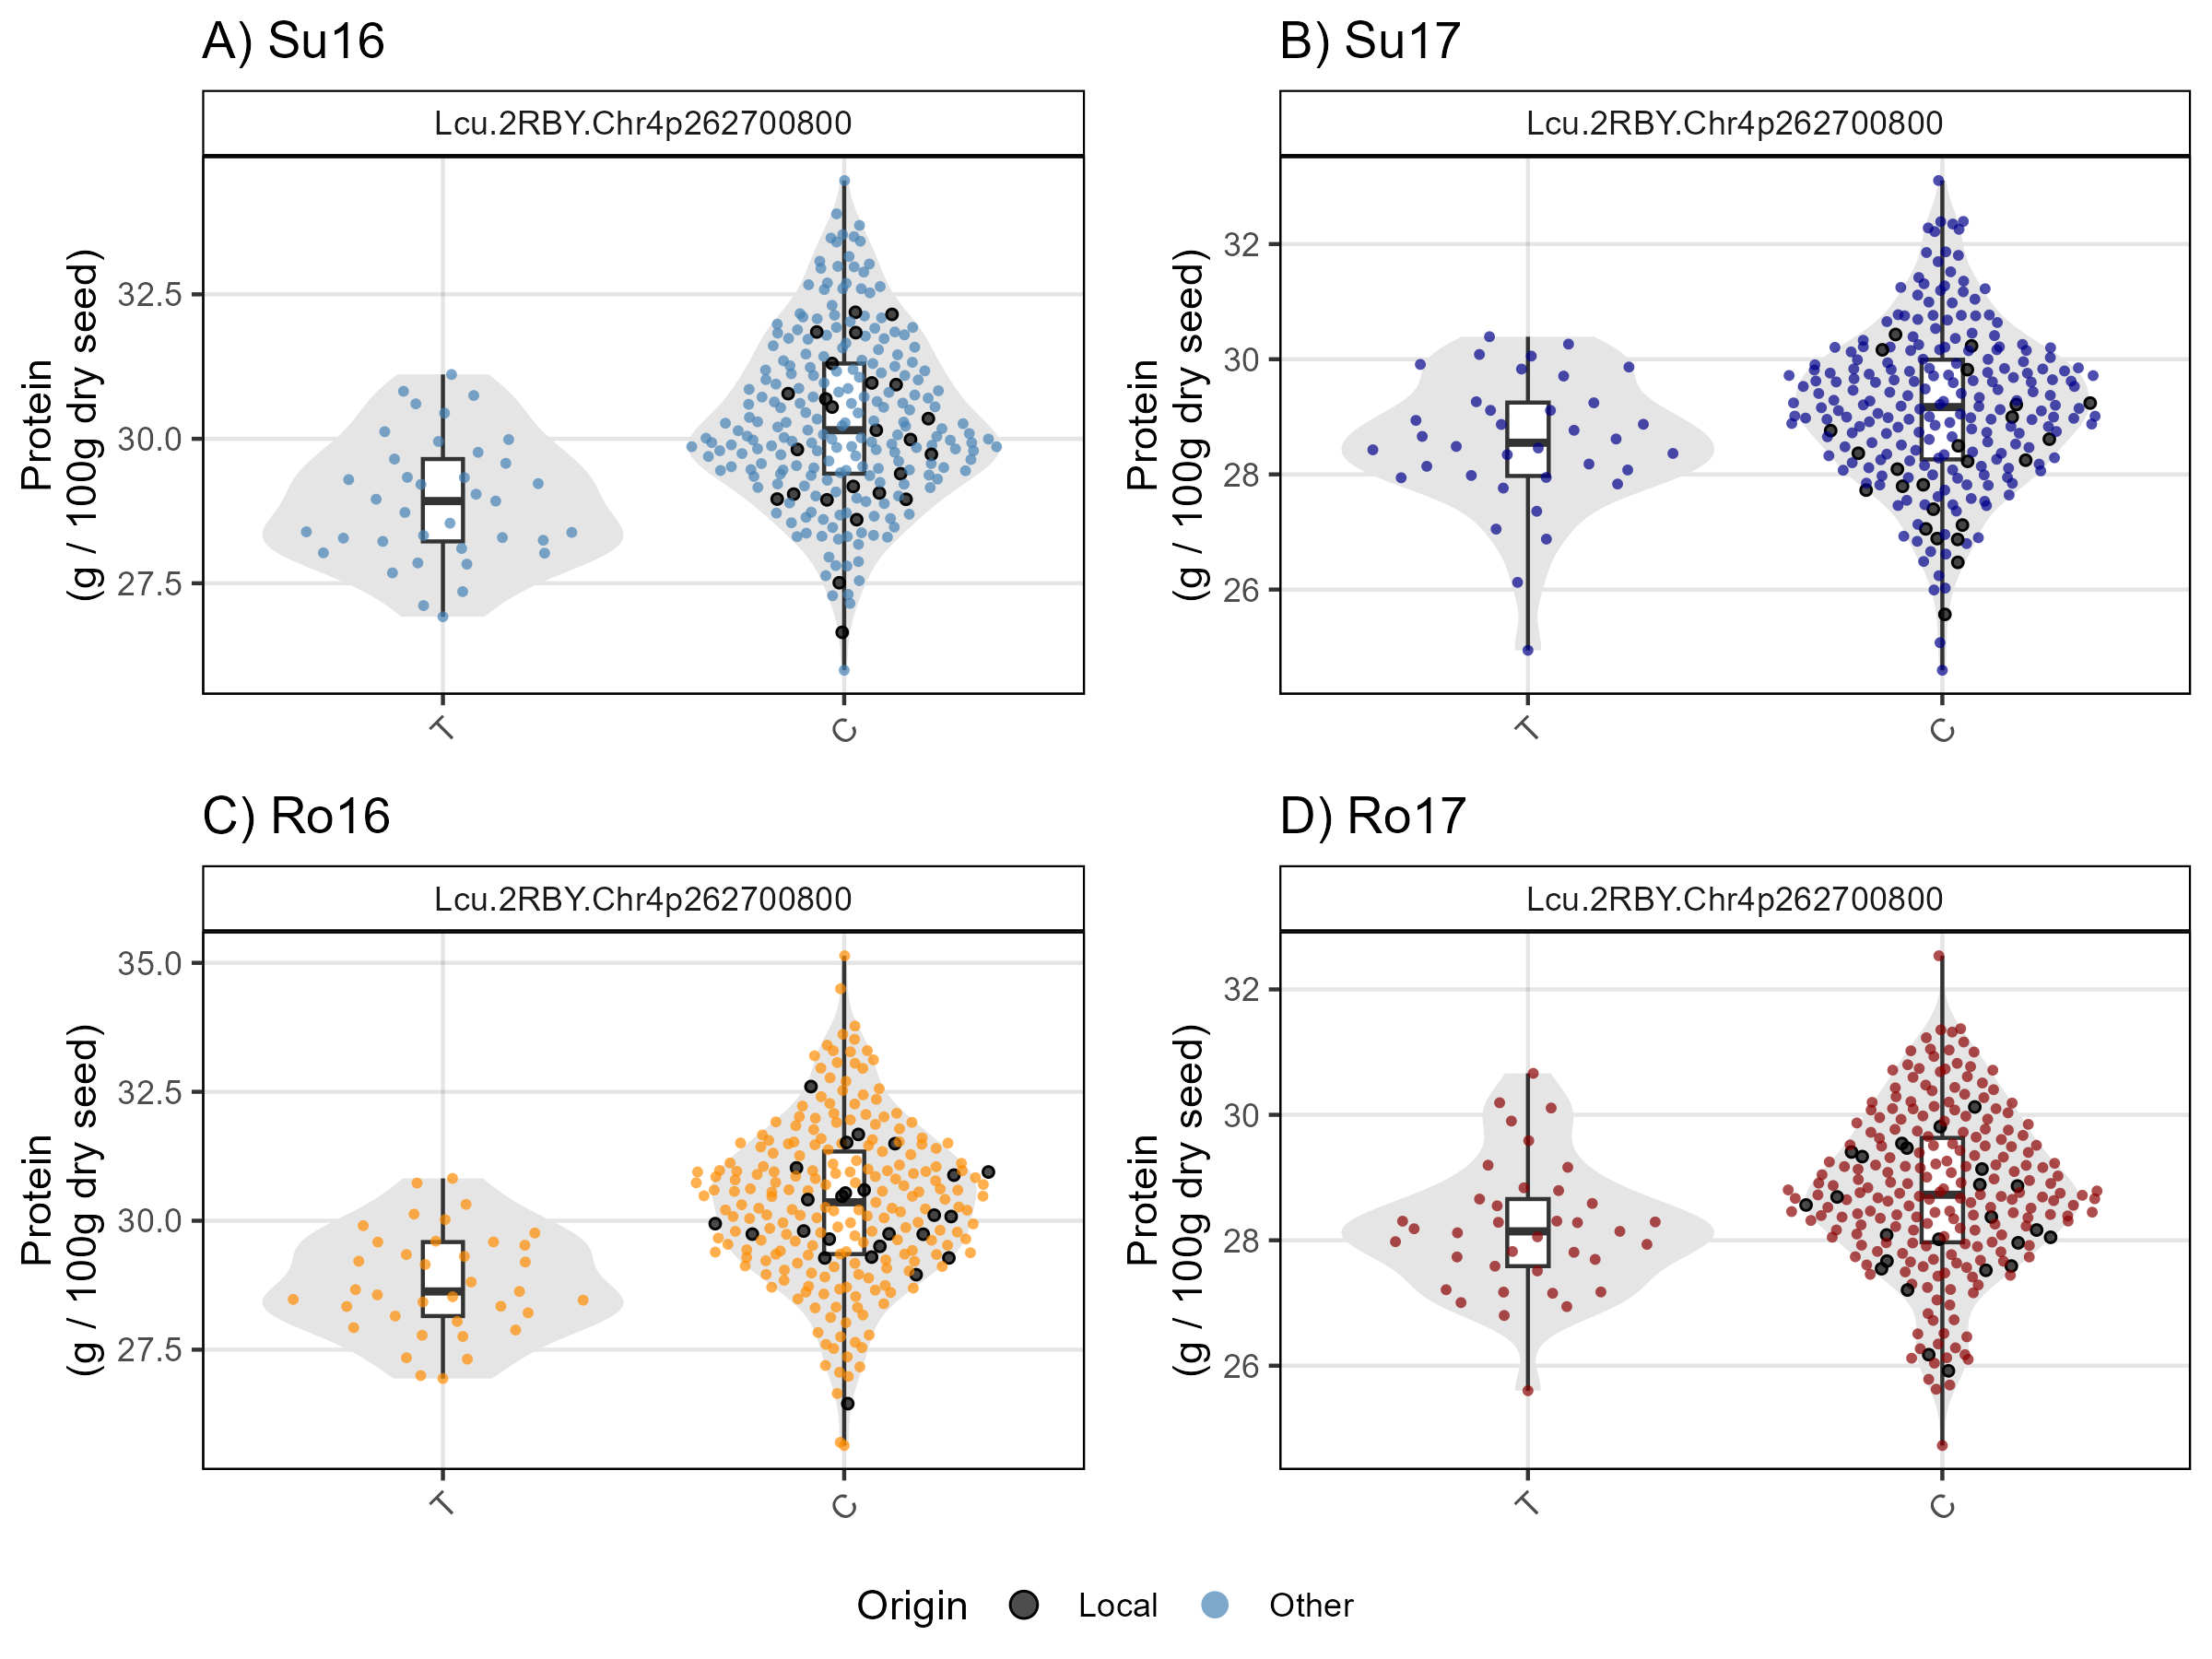 A) Su16
Lcu.2RBY.Chr4p262700800
Protein
(g / 100g dry seed)
32.5
30.0
27.5
T
C
B) Su17
Lcu.2RBY.Chr4p262700800
Protein
(g / 100g dry seed)
32
30
28
26
T
C
C) Ro16
Lcu.2RBY.Chr4p262700800
Protein
(g / 100g dry seed)
35.0
32.5
30.0
27.5
T
C
D) Ro17
Lcu.2RBY.Chr4p262700800
Protein
(g / 100g dry seed)
32
30
28
26
T
C
Origin Local Other